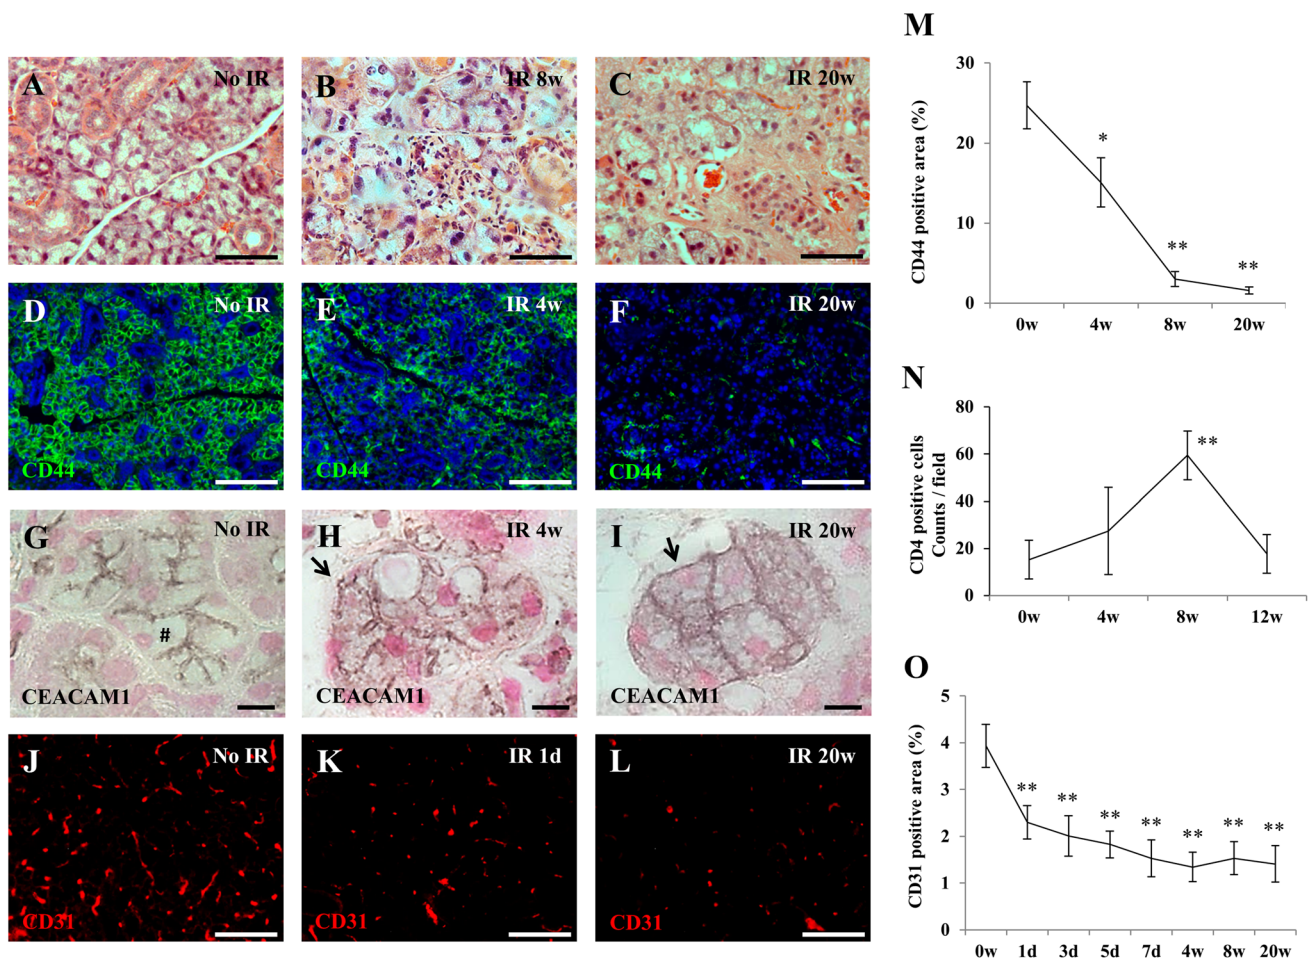 A No IR
B IR 8w
C IR 20w
D No IR
CD44
E IR 4w
CD44
F IR 20w
CD44
G No IR
#
CEACAM1
H IR 4w
CEACAM1
I IR 20w
CEACAM1
J No IR
CD31
K IR 1d
CD31
L IR 20w
CD31
M
CD44 positive area (%)
30
20
10
0
*
**
**
0w 4w 8w 20w
N
CD4 positive cells
Counts / field
80
60
40
20
0
**
0w 4w 8w 12w
O
CD31 positive area (%)
5
4
3
2
1
0
** ** ** ** ** ** **
0w 1d 3d 5d 7d 4w 8w 20w